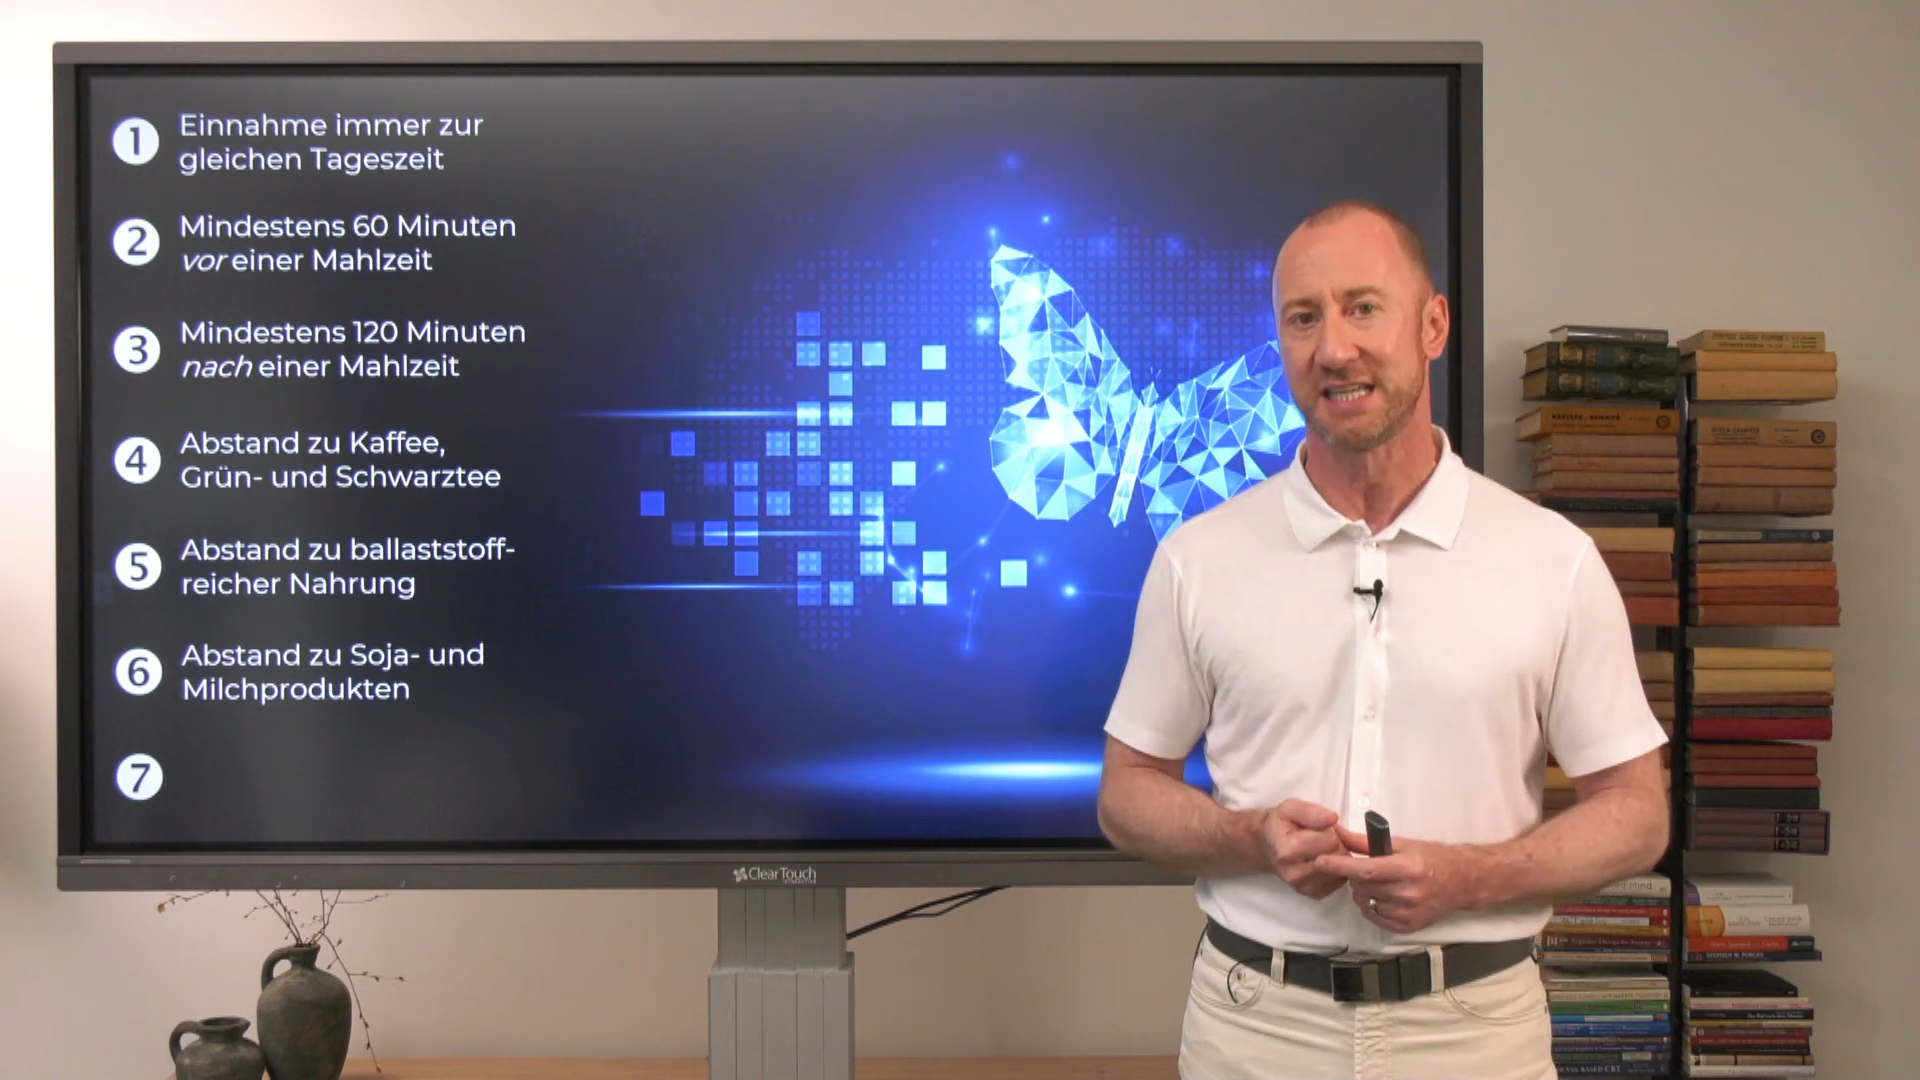 1 Einnahme immer zur
gleichen Tageszeit
2 Mindestens 60 Minuten
vor einer Mahlzeit
3 Mindestens 120 Minuten
nach einer Mahlzeit
4 Abstand zu Kaffee,
Grün- und Schwarztee
5 Abstand zu ballaststoff-
reicher Nahrung
6 Abstand zu Soja- und
Milchprodukten
7
ClearTouch
INTERACTIVE